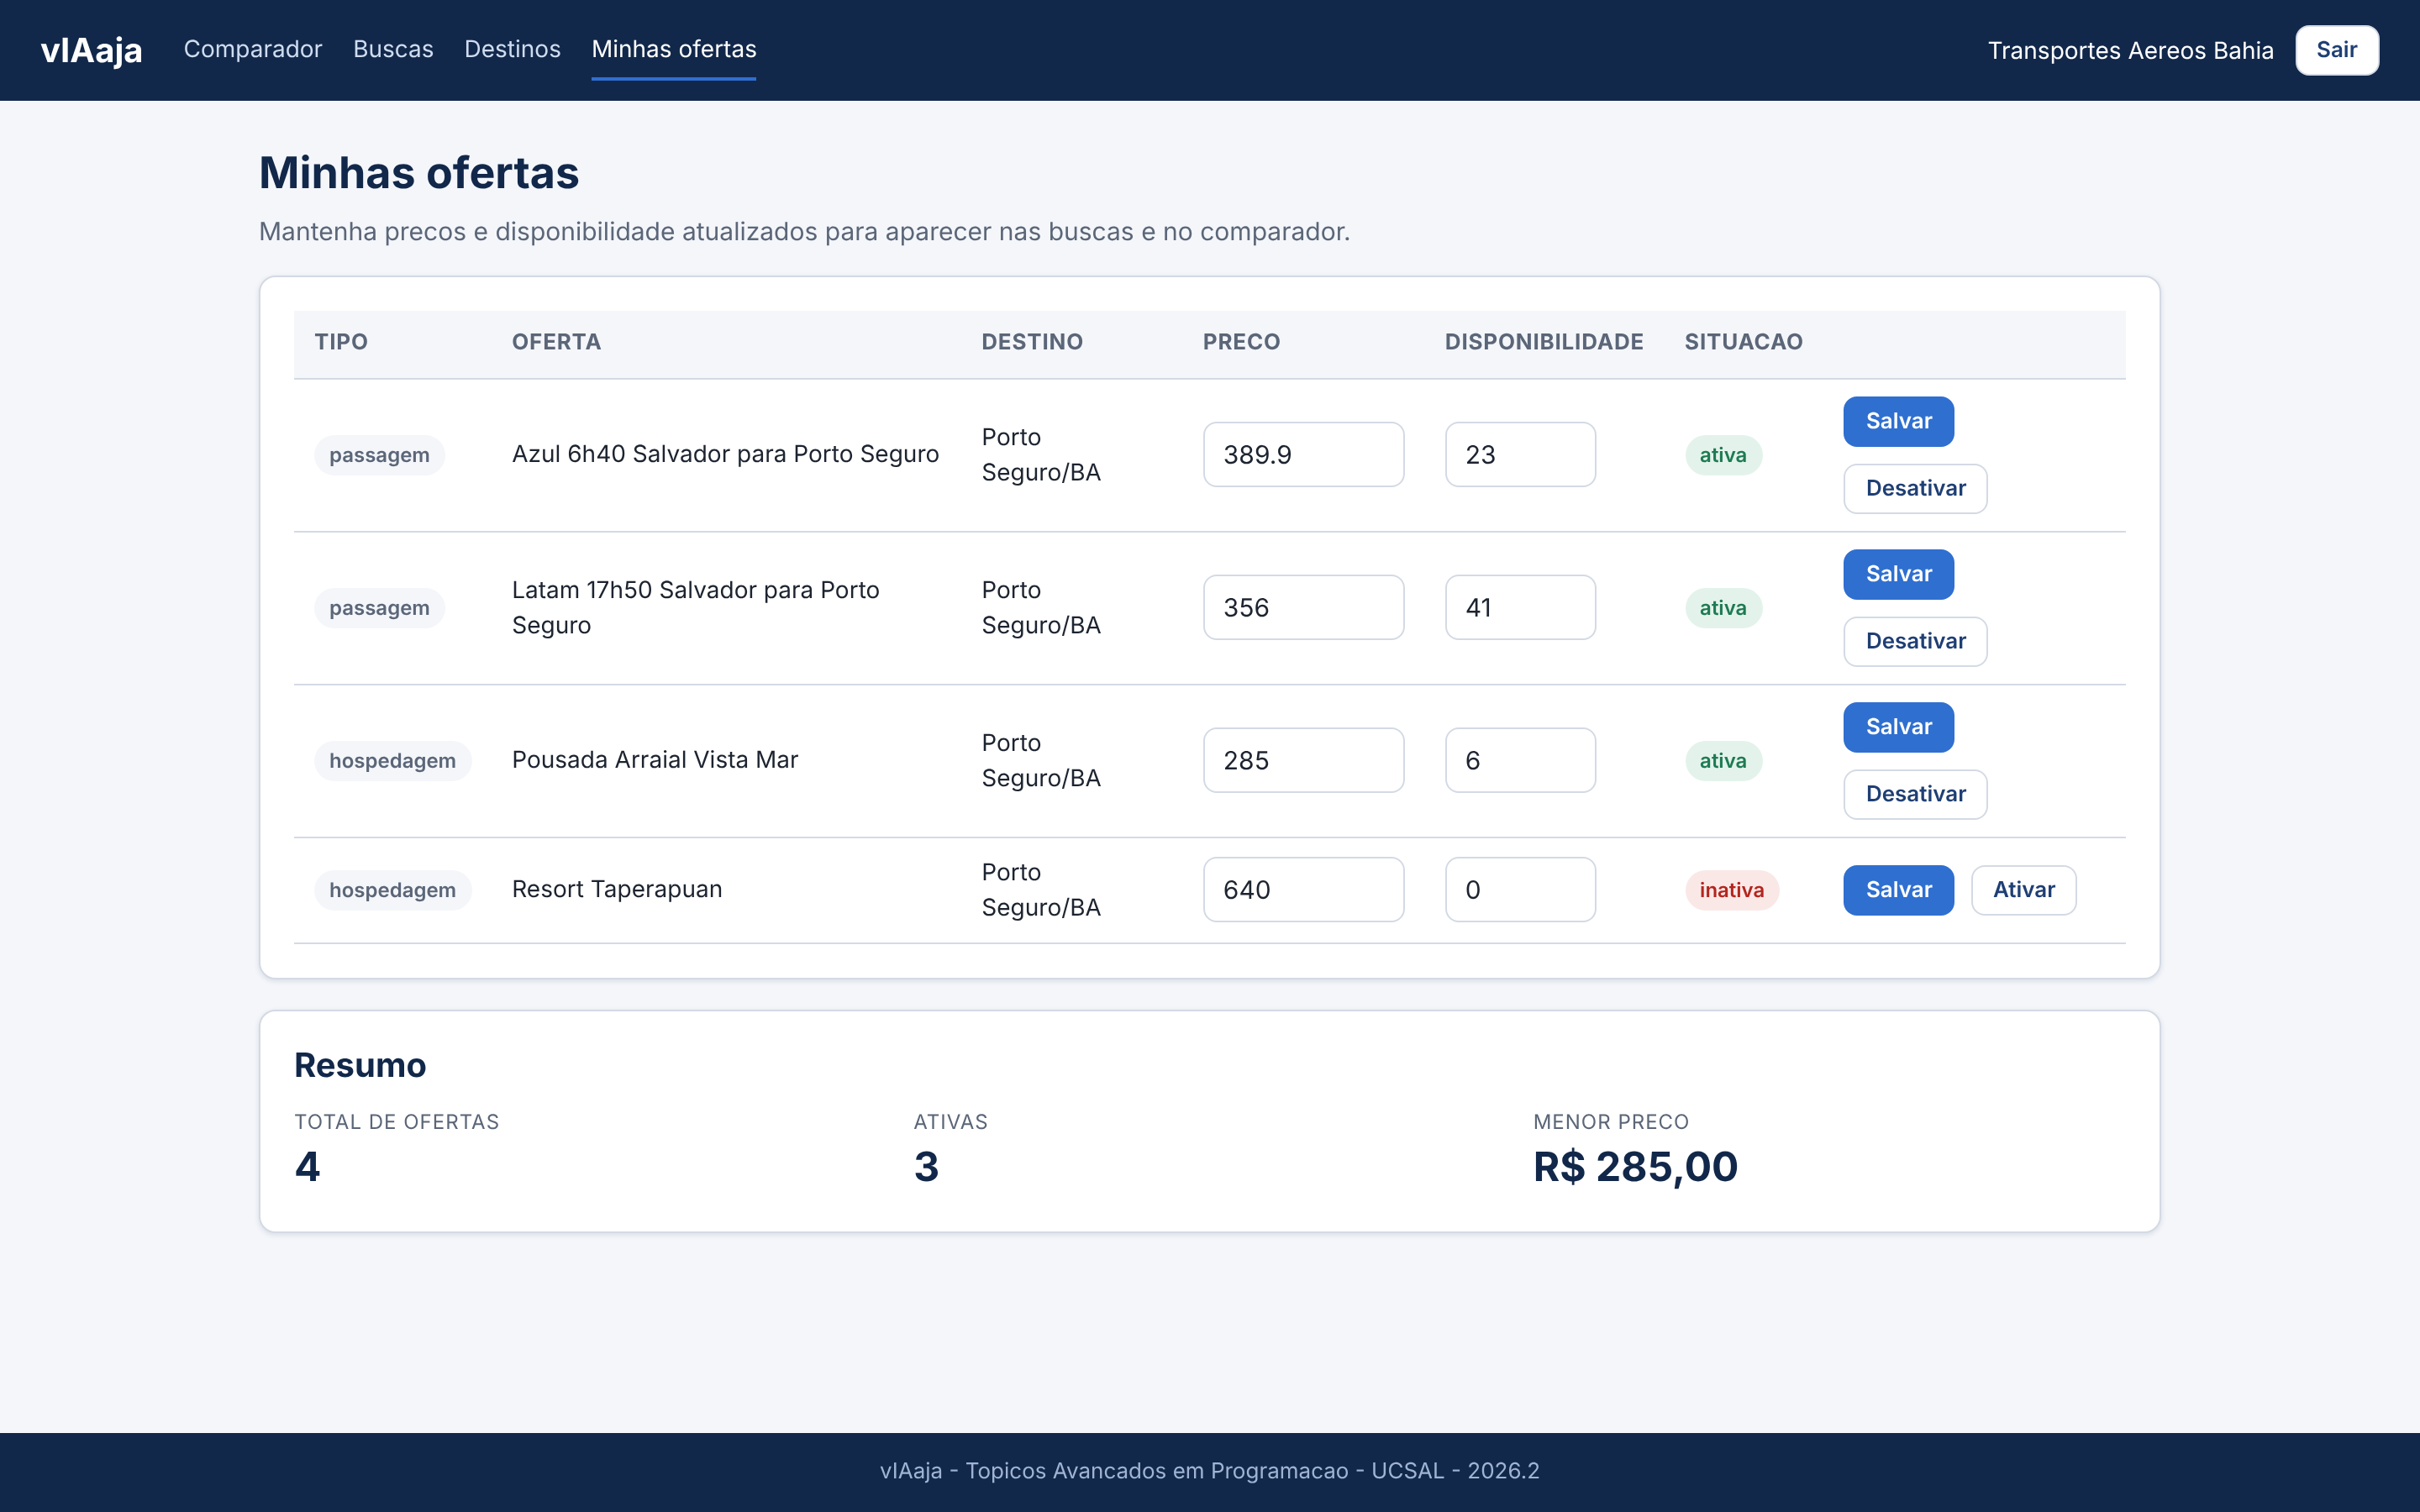 vIAaja Comparador Buscas Destinos Minhas ofertas Transportes Aereos Bahia Sair
Minhas ofertas
Mantenha precos e disponibilidade atualizados para aparecer nas buscas e no comparador.
TIPO OFERTA DESTINO PRECO DISPONIBILIDADE SITUACAO
passagem Azul 6h40 Salvador para Porto Seguro Porto Seguro/BA 389.9 23 ativa Salvar Desativar
passagem Latam 17h50 Salvador para Porto Seguro Porto Seguro/BA 356 41 ativa Salvar Desativar
hospedagem Pousada Arraial Vista Mar Porto Seguro/BA 285 6 ativa Salvar Desativar
hospedagem Resort Taperapuan Porto Seguro/BA 640 0 inativa Salvar Ativar
Resumo
TOTAL DE OFERTAS ATIVAS MENOR PRECO
4 3 R$ 285,00
vIAaja - Topicos Avancados em Programacao - UCSAL - 2026.2